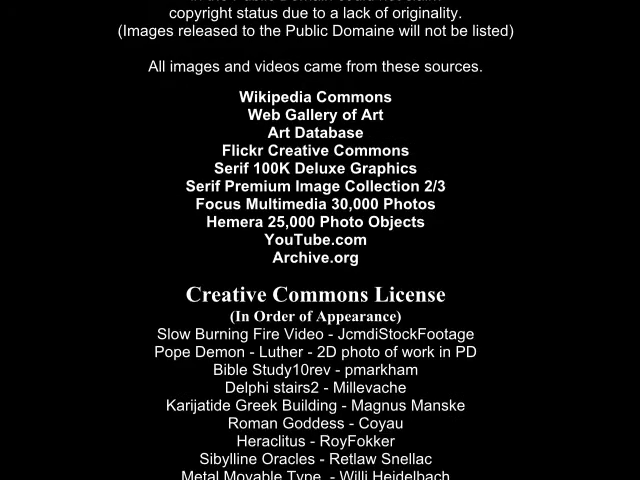 copyright status due to a lack of originality.
(Images released to the Public Domaine will not be listed)
All images and videos came from these sources.
Wikipedia Commons
Web Gallery of Art
Art Database
Flickr Creative Commons
Serif 100K Deluxe Graphics
Serif Premium Image Collection 2/3
Focus Multimedia 30,000 Photos
Hemera 25,000 Photo Objects
YouTube.com
Archive.org
Creative Commons License
(In Order of Appearance)
Slow Burning Fire Video - JcmdiStockFootage
Pope Demon - Luther - 2D photo of work in PD
Bible Study10rev - pmarkham
Delphi stairs2 - Millevache
Karijatide Greek Building - Magnus Manske
Roman Goddess - Coyau
Heraclitus - RoyFokker
Sibylline Oracles - Retlaw Snellac
Metal Movable Type - Willi Heidelbach